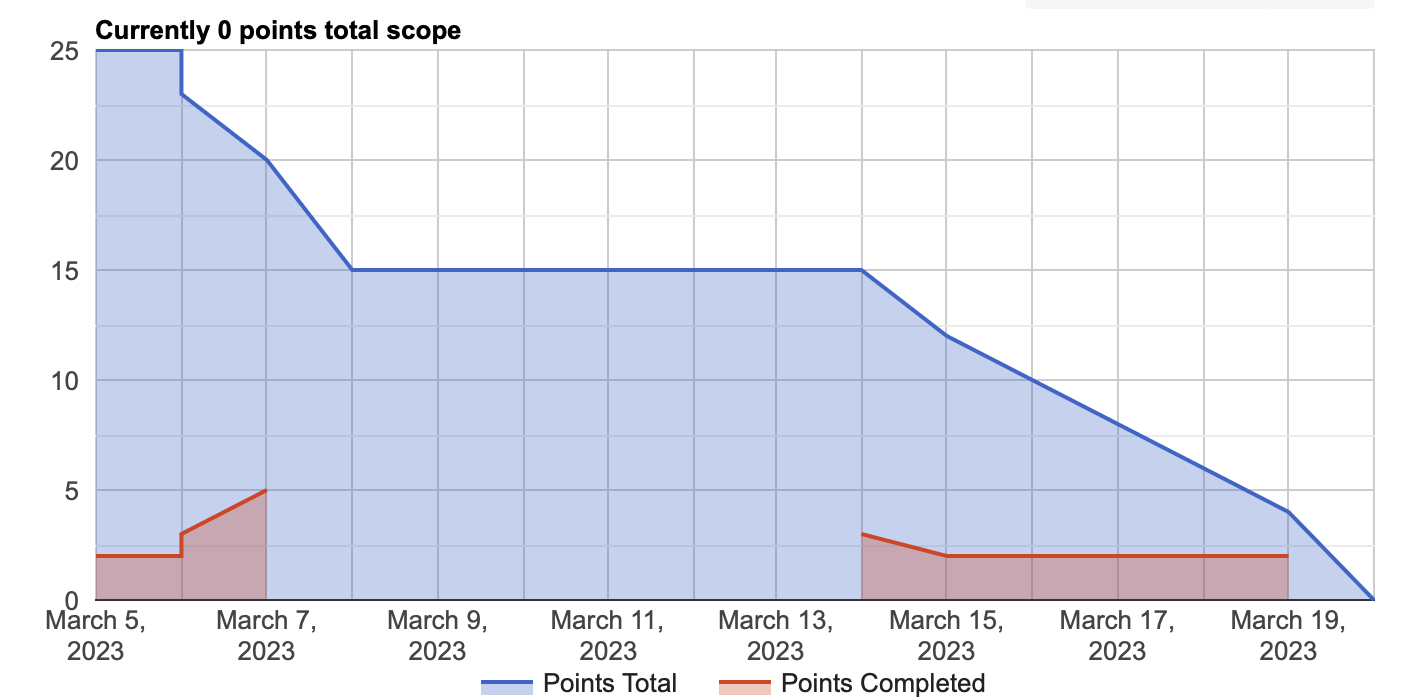 Currently 0 points total scope
25
20
15
10
5
0
March 5, 2023
March 7, 2023
March 9, 2023
March 11, 2023
March 13, 2023
March 15, 2023
March 17, 2023
March 19, 2023
Points Total
Points Completed